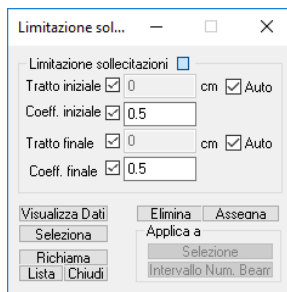 Limitazione sol...
Limitazione sollecitazioni
Tratto iniziale 0 cm Auto
Coeff. iniziale 0.5
Tratto finale 0 cm Auto
Coeff. finale 0.5
Visualizza Dati Elimina Assegna
Seleziona Applica a
Richiama Selezione
Lista Chiudi Intervallo Num. Beam